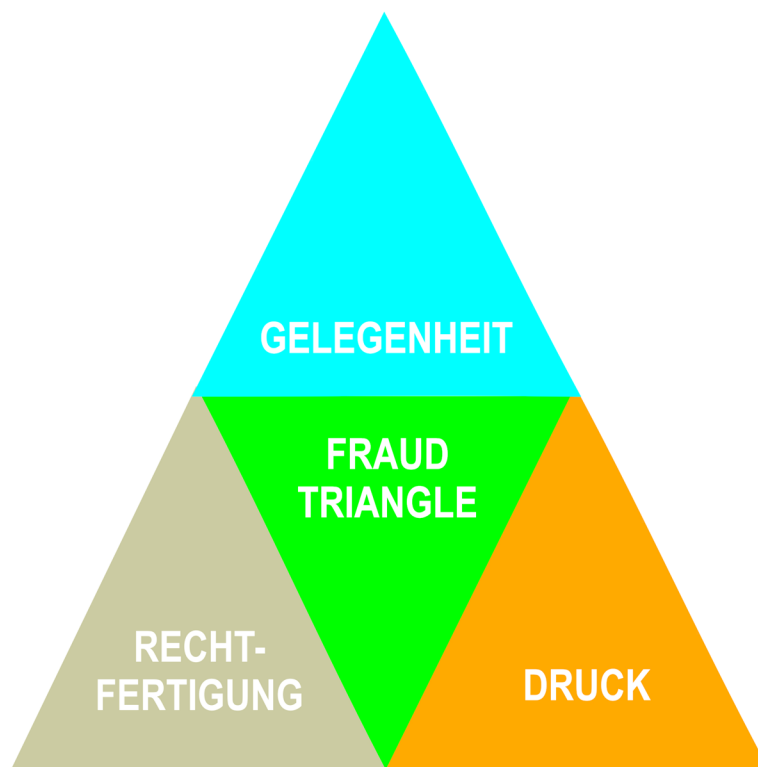 GELEGENHEIT
FRAUD
TRIANGLE
RECHT-
FERTIGUNG
DRUCK